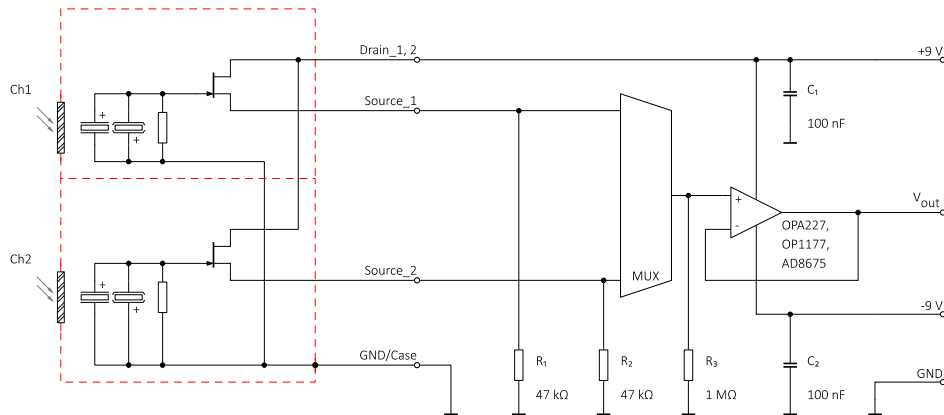 Drain_1, 2
+9 V
Ch1
+
+
Source_1
C₁
100 nF
MUX
+
-
V_out
OPA227,
OP1177,
AD8675
Ch2
+
+
Source_2
-9 V
GND/Case
R₁
47 kΩ
R₂
47 kΩ
R₃
1 MΩ
C₂
100 nF
GND